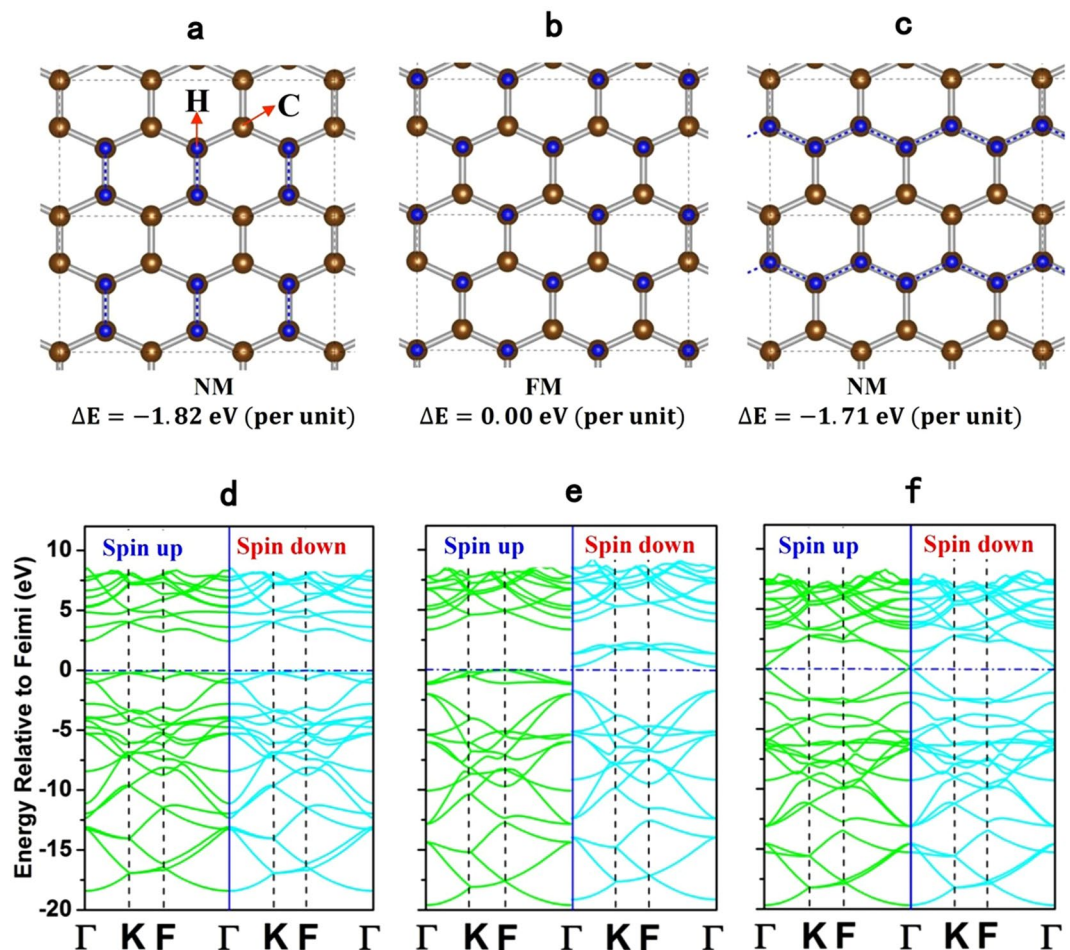 a b c
H C
NM FM NM
ΔE = −1.82 eV (per unit) ΔE = 0.00 eV (per unit) ΔE = −1.71 eV (per unit)
d e f
Energy Relative to Feimi (eV)
10
5
0
-5
-10
-15
-20
Spin up Spin down Spin up Spin down Spin up Spin down
Γ K F Γ K F Γ Γ K F Γ K F Γ Γ K F Γ K F Γ